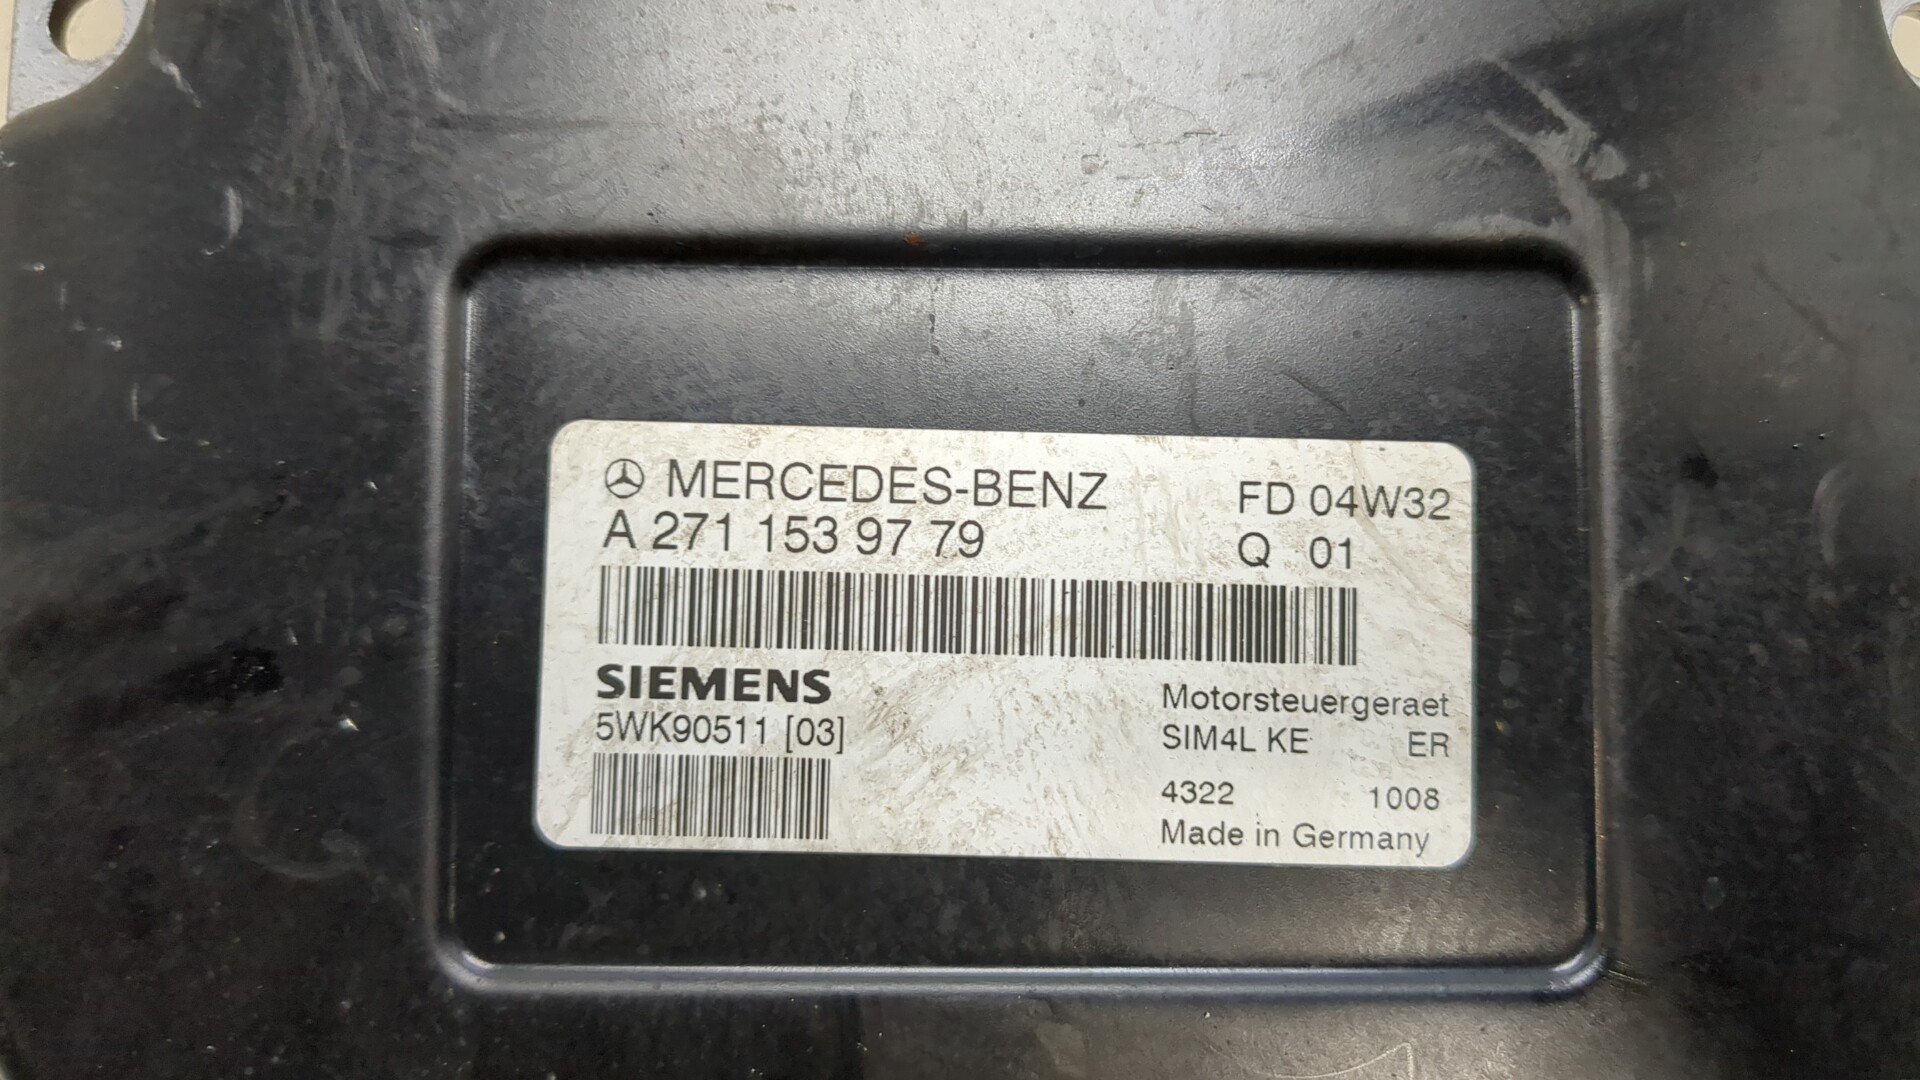 MERCEDES-BENZ FD 04W32
A 271 153 97 79 Q 01
SIEMENS
5WK90511 [03]
Motorsteuergeraet
SIM4L KE ER
4322 1008
Made in Germany